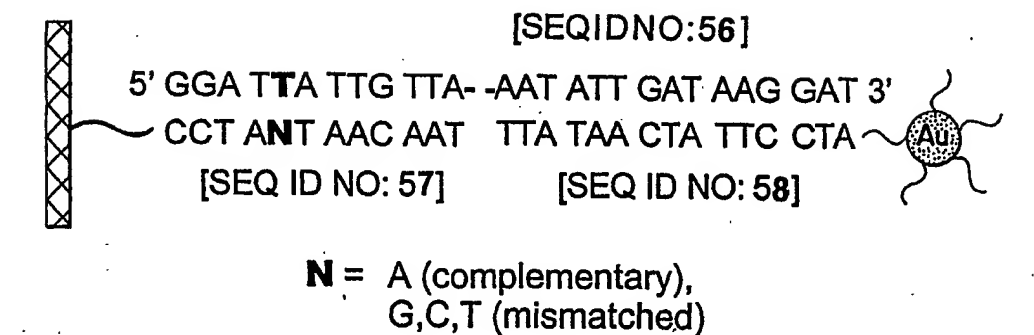 [SEQIDNO:56]
5' GGA TTA TTG TTA- -AAT ATT GAT AAG GAT 3'
CCT ANT AAC AAT TTA TAA CTA TTC CTA Au
[SEQ ID NO: 57] [SEQ ID NO: 58]
N = A (complementary),
G,C,T (mismatched)